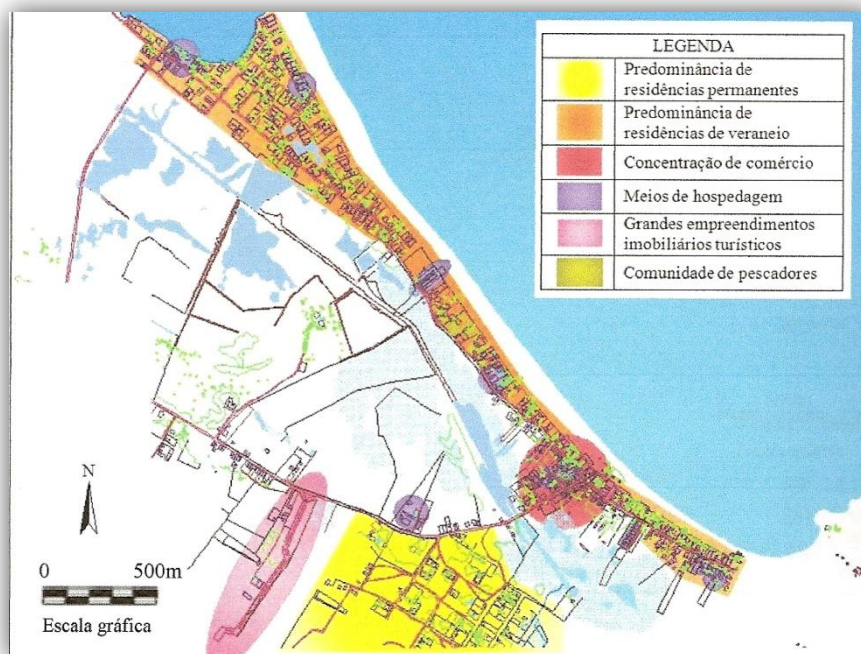 LEGENDA
Predominância de
residências permanentes
Predominância de
residências de veraneio
Concentração de comércio
Meios de hospedagem
Grandes empreendimentos
imobiliários turísticos
Comunidade de pescadores
N
0 500m
Escala gráfica